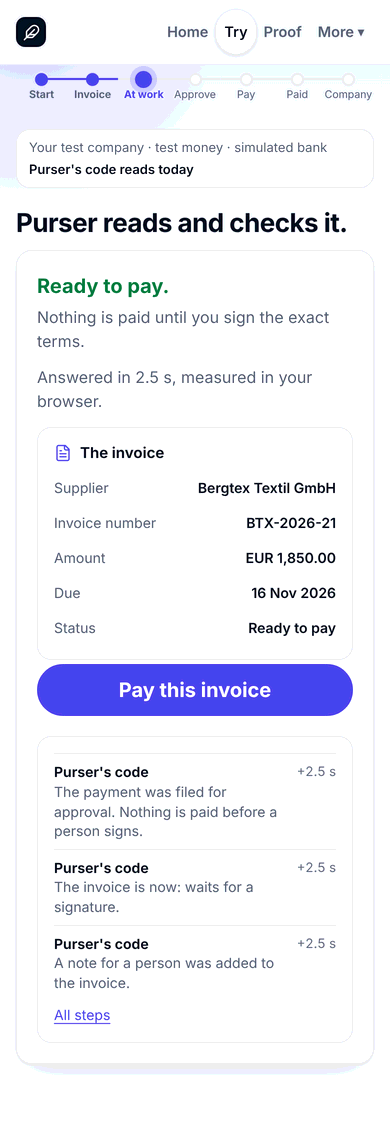 Home Try Proof More ▾
Start Invoice At work Approve Pay Paid Company
Your test company · test money · simulated bank
Purser's code reads today
Purser reads and checks it.
Ready to pay.
Nothing is paid until you sign the exact
terms.
Answered in 2.5 s, measured in your
browser.
The invoice
Supplier Bergtex Textil GmbH
Invoice number BTX-2026-21
Amount EUR 1,850.00
Due 16 Nov 2026
Status Ready to pay
Pay this invoice
Purser's code +2.5 s
The payment was filed for
approval. Nothing is paid before a
person signs.
Purser's code +2.5 s
The invoice is now: waits for a
signature.
Purser's code +2.5 s
A note for a person was added to
the invoice.
All steps